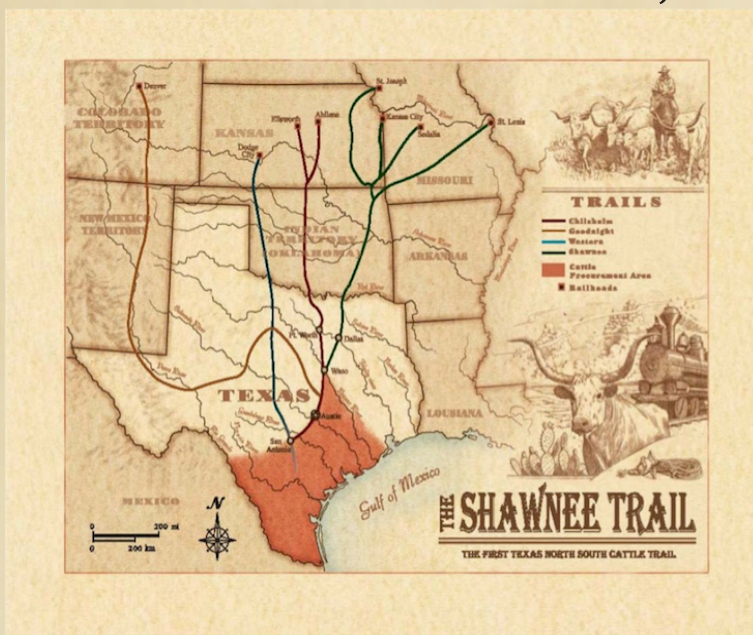 St. Joseph
Denver
COLORADO
TERRITORY
Ellsworth
Abilene
Kansas City
Sedalia
St. Louis
KANSAS
Dodge
City
MISSOURI
TRAILS
Chilsholm
Goodnight
Western
Shawnee
Cattle
Procurement Area
Railheads
NEW MEXICO
TERRITORY
INDIAN
TERRITORY
(OKLAHOMA)
ARKANSAS
Red River
Ft. Worth
Dallas
Waco
TEXAS
Austin
LOUISIANA
San
Antonio
MEXICO
N
Gulf of Mexico
0 200 mi
0 200 km
THE SHAWNEE TRAIL
THE FIRST TEXAS NORTH SOUTH CATTLE TRAIL